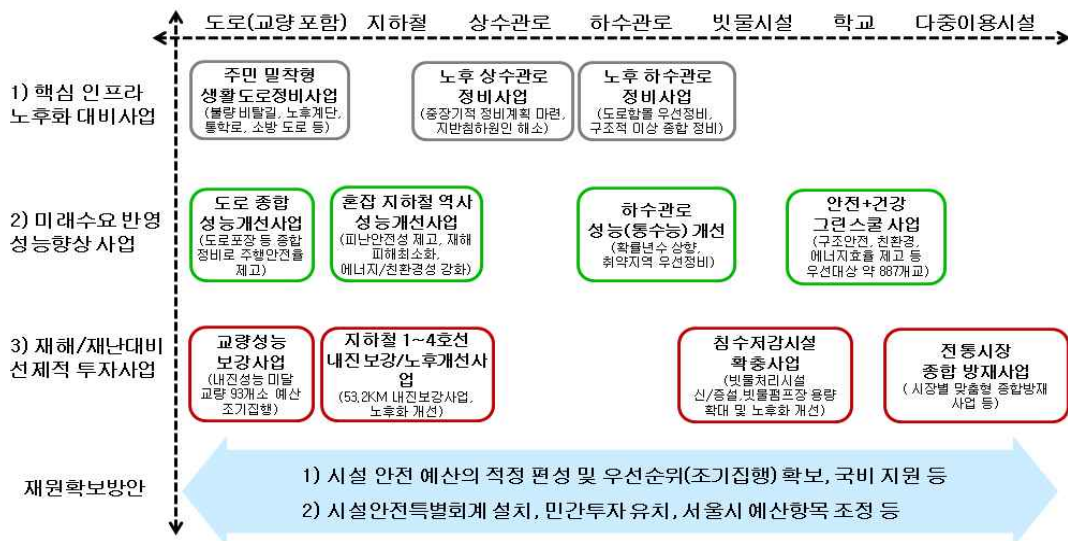 도로(교량 포함) 지하철 상수관로 하수관로 빗물시설 학교 다중이용시설
1) 핵심 인프라
노후화 대비사업
주민 밀착형
생활도로정비사업
(불량 비탈길, 노후계단,
통학로, 소방 도로 등)
노후 상수관로
정비사업
(중장기적 정비계획 마련,
지반침하원인 해소)
노후 하수관로
정비사업
(도로함몰 우선정비,
구조적 이상 종합 정비)
2) 미래수요 반영
성능향상 사업
도로 종합
성능개선사업
(도로포장 등 종합
정비로 주행안전율
제고)
혼잡 지하철 역사
성능개선사업
(피난안전성 제고, 재해
피해최소화,
에너지/친환경성 강화)
하수관로
성능(통수능) 개선
(확률년수 상향,
취약지역 우선정비)
안전+건강
그린스쿨 사업
(구조안전, 친환경,
에너지효율 제고 등
우선대상 약 887개교)
3) 재해/재난대비
선제적 투자사업
교량성능
보강사업
(내진성능 미달
교량 93개소 예산
조기집행)
지하철 1~4호선
내진 보강/노후개선사
업
(53,2KM 내진보강사업,
노후화 개선)
침수저감시설
확충사업
(빗물처리시설
신/증설,빗물펌프장 용량
확대 및 노후화 개선)
전통시장
종합 방재사업
( 시장별 맞춤형 종합방재
사업 등)
재원확보방안
1) 시설 안전 예산의 적정 편성 및 우선순위(조기집행) 확보, 국비 지원 등
2) 시설안전특별회계 설치, 민간투자 유치, 서울시 예산항목 조정 등